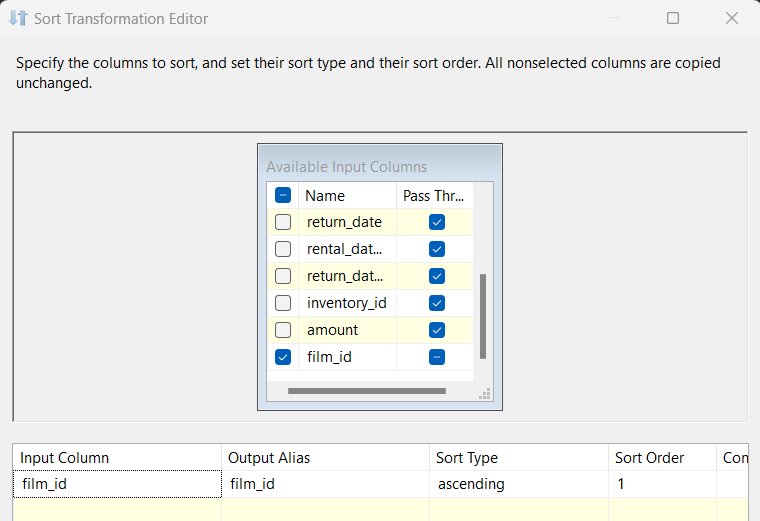 Sort Transformation Editor
Specify the columns to sort, and set their sort type and their sort order. All nonselected columns are copied
unchanged.
Available Input Columns
Name Pass Thr...
return_date
rental_dat...
return_dat...
inventory_id
amount
film_id
Input Column Output Alias Sort Type Sort Order Com
film_id film_id ascending 1